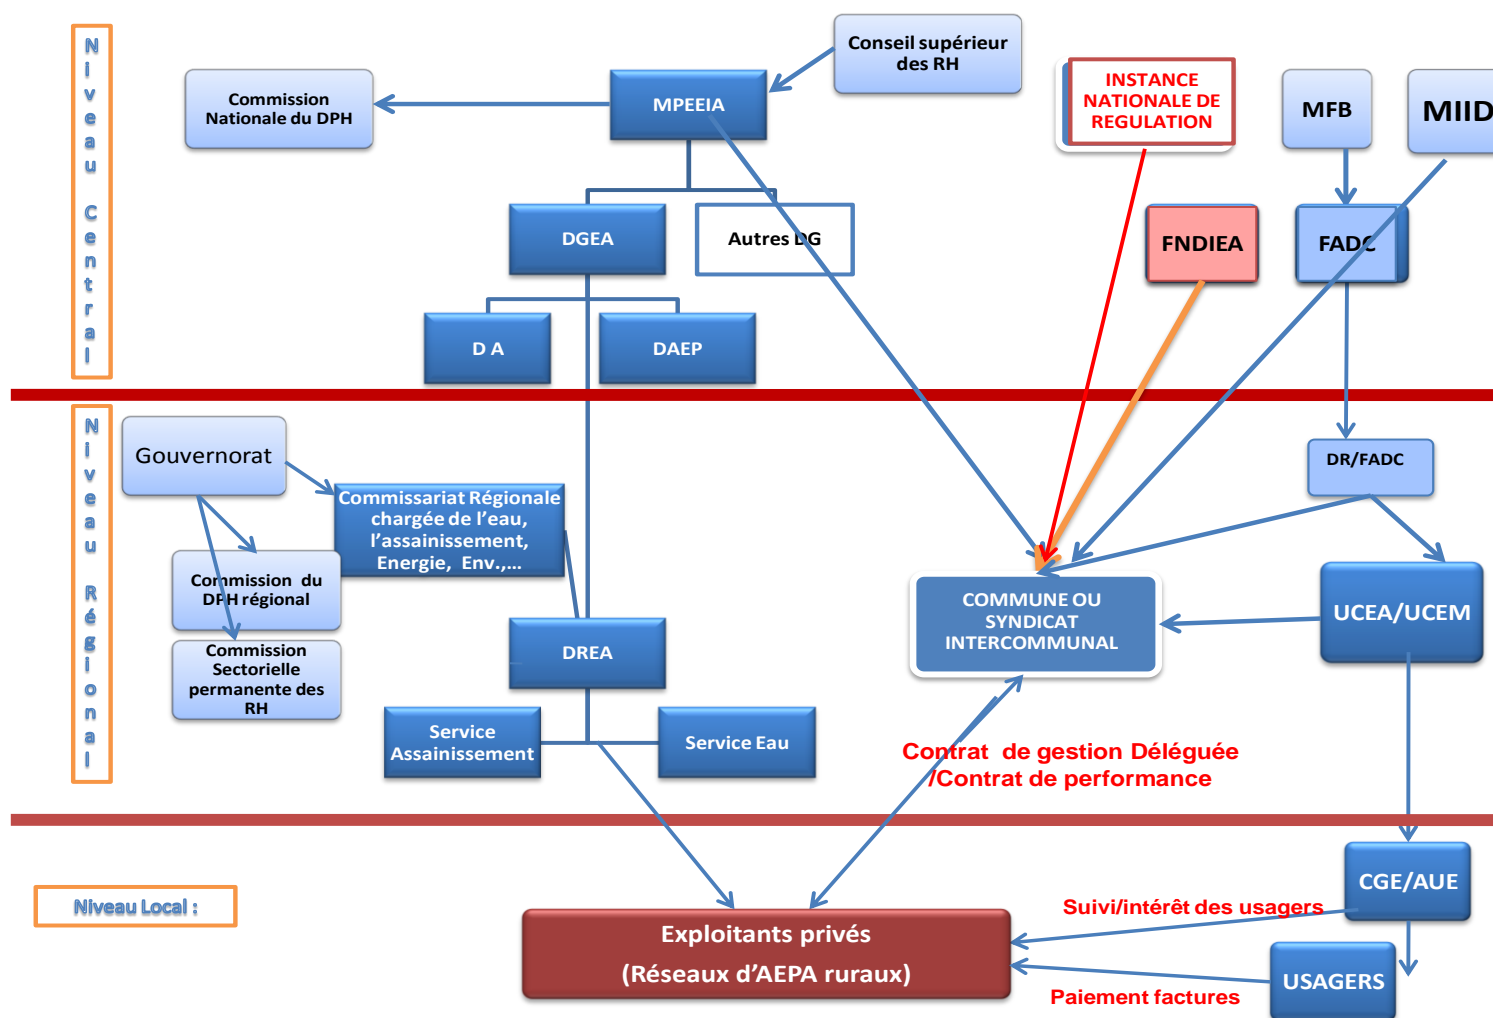 Niveau Central
Conseil supérieur
des RH
Commission
Nationale du DPH
MPEEIA
INSTANCE
NATIONALE DE
REGULATION
MFB
MIID
DGEA
Autres DG
FNDIEA
FADC
D A
DAEP
Niveau Régional
Gouvernorat
DR/FADC
Commissariat Régionale
chargée de l’eau,
l’assainissement,
Energie, Env.,...
Commission du
DPH régional
COMMUNE OU
SYNDICAT
INTERCOMMUNAL
UCEA/UCEM
Commission
Sectorielle
permanente des
RH
DREA
Service
Assainissement
Service Eau
Contrat de gestion Déléguée
/Contrat de performance
Niveau Local :
CGE/AUE
Suivi/intérêt des usagers
Exploitants privés
(Réseaux d’AEPA ruraux)
USAGERS
Paiement factures